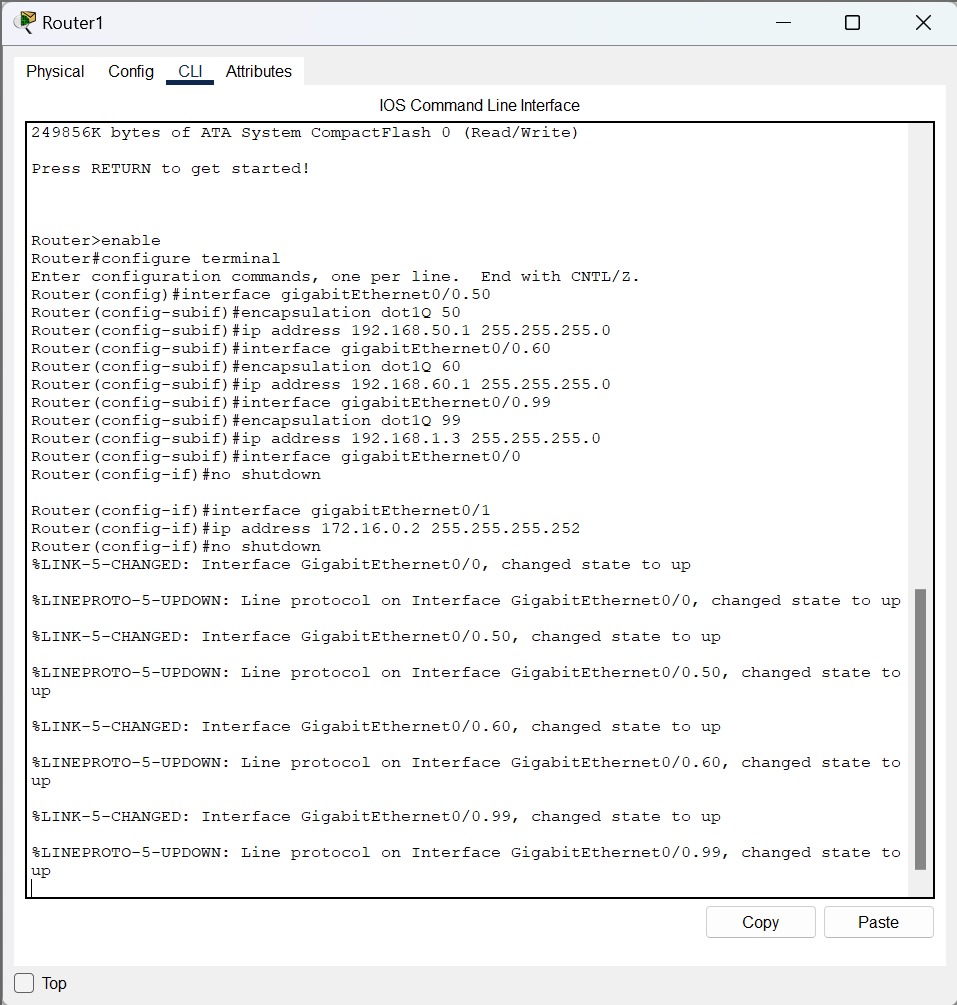 Router1
Physical Config CLI Attributes
IOS Command Line Interface
249856K bytes of ATA System CompactFlash 0 (Read/Write)
Press RETURN to get started!
Router>enable
Router#configure terminal
Enter configuration commands, one per line.  End with CNTL/Z.
Router(config)#interface gigabitEthernet0/0.50
Router(config-subif)#encapsulation dot1Q 50
Router(config-subif)#ip address 192.168.50.1 255.255.255.0
Router(config-subif)#interface gigabitEthernet0/0.60
Router(config-subif)#encapsulation dot1Q 60
Router(config-subif)#ip address 192.168.60.1 255.255.255.0
Router(config-subif)#interface gigabitEthernet0/0.99
Router(config-subif)#encapsulation dot1Q 99
Router(config-subif)#ip address 192.168.1.3 255.255.255.0
Router(config-subif)#interface gigabitEthernet0/0
Router(config-if)#no shutdown
Router(config-if)#interface gigabitEthernet0/1
Router(config-if)#ip address 172.16.0.2 255.255.255.252
Router(config-if)#no shutdown
%LINK-5-CHANGED: Interface GigabitEthernet0/0, changed state to up
%LINEPROTO-5-UPDOWN: Line protocol on Interface GigabitEthernet0/0, changed state to up
%LINK-5-CHANGED: Interface GigabitEthernet0/0.50, changed state to up
%LINEPROTO-5-UPDOWN: Line protocol on Interface GigabitEthernet0/0.50, changed state to
up
%LINK-5-CHANGED: Interface GigabitEthernet0/0.60, changed state to up
%LINEPROTO-5-UPDOWN: Line protocol on Interface GigabitEthernet0/0.60, changed state to
up
%LINK-5-CHANGED: Interface GigabitEthernet0/0.99, changed state to up
%LINEPROTO-5-UPDOWN: Line protocol on Interface GigabitEthernet0/0.99, changed state to
up
Copy Paste
Top